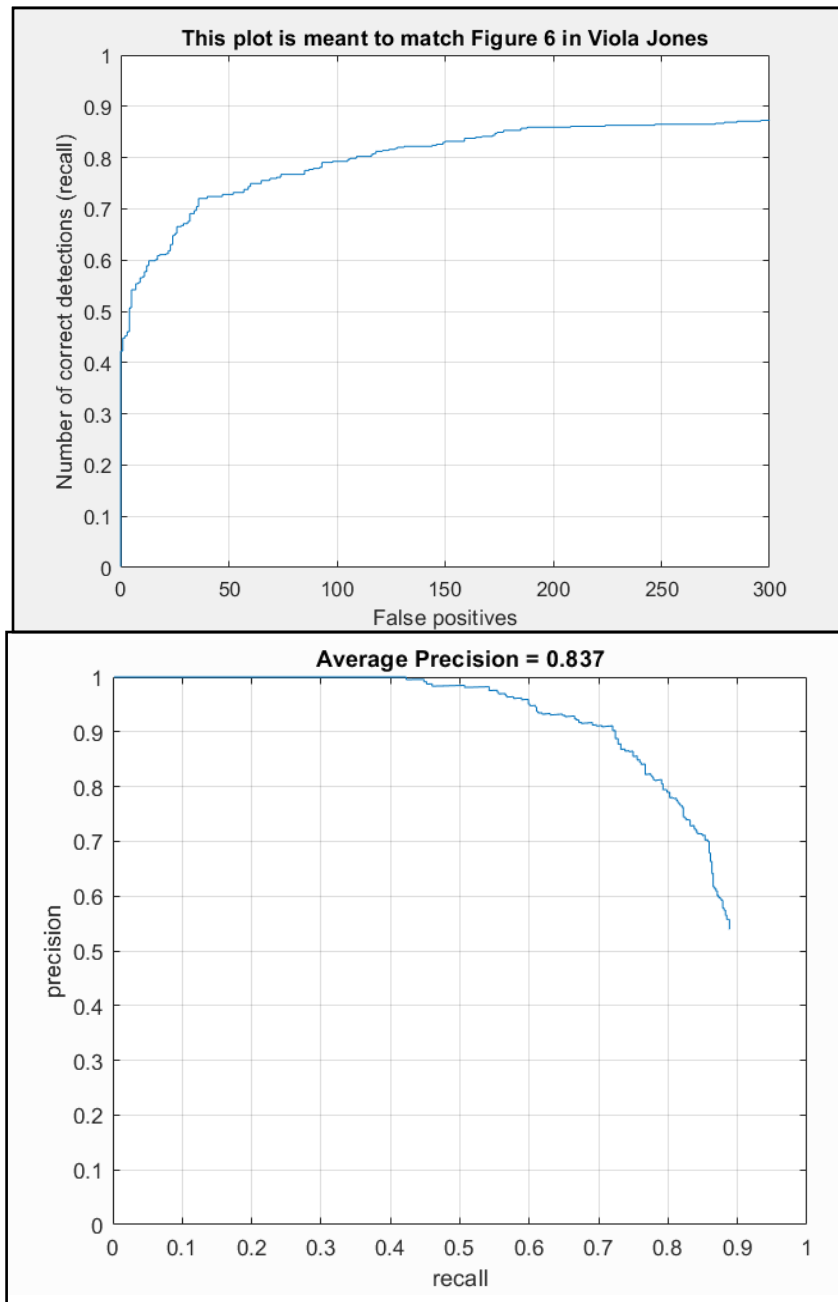 This plot is meant to match Figure 6 in Viola Jones
1
0.9
0.8
0.7
0.6
0.5
0.4
0.3
0.2
0.1
0
Number of correct detections (recall)
0 50 100 150 200 250 300
False positives
Average Precision = 0.837
1
0.9
0.8
0.7
0.6
0.5
0.4
0.3
0.2
0.1
0
precision
0 0.1 0.2 0.3 0.4 0.5 0.6 0.7 0.8 0.9 1
recall